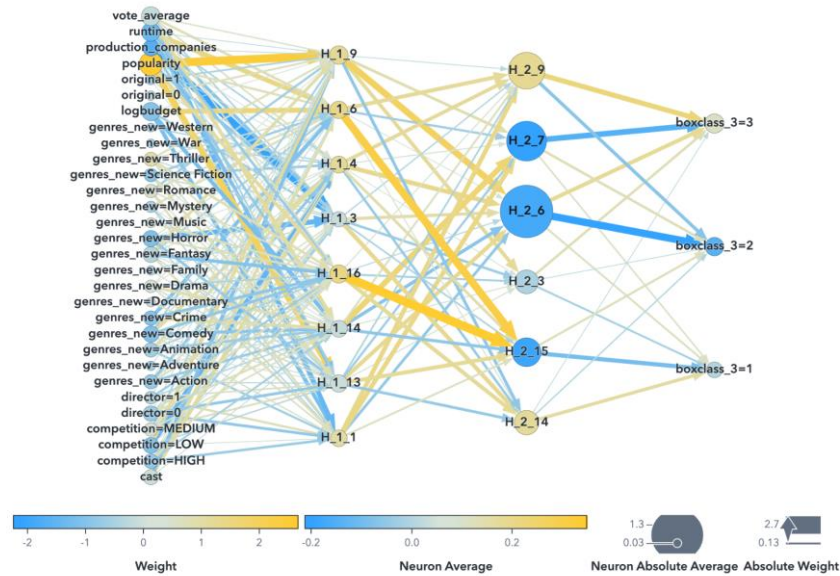 vote_average
runtime
production_companies
popularity
original=1
original=0
logbudget
genres_new=Western
genres_new=War
genres_new=Thriller
genres_new=Science Fiction
genres_new=Romance
genres_new=Mystery
genres_new=Music
genres_new=Horror
genres_new=Fantasy
genres_new=Family
genres_new=Drama
genres_new=Documentary
genres_new=Crime
genres_new=Comedy
genres_new=Animation
genres_new=Adventure
genres_new=Action
director=1
director=0
competition=MEDIUM
competition=LOW
competition=HIGH
cast
H_1_9
H_1_6
H_1_4
H_1_3
H_1_16
H_1_14
H_1_13
H_1_1
H_2_9
H_2_7
H_2_6
H_2_3
H_2_15
H_2_14
boxclass_3=3
boxclass_3=2
boxclass_3=1
-2 -1 0 1 2
Weight
-0.2 0.0 0.2
Neuron Average
1.3
0.03
Neuron Absolute Average
2.7
0.13
Absolute Weight